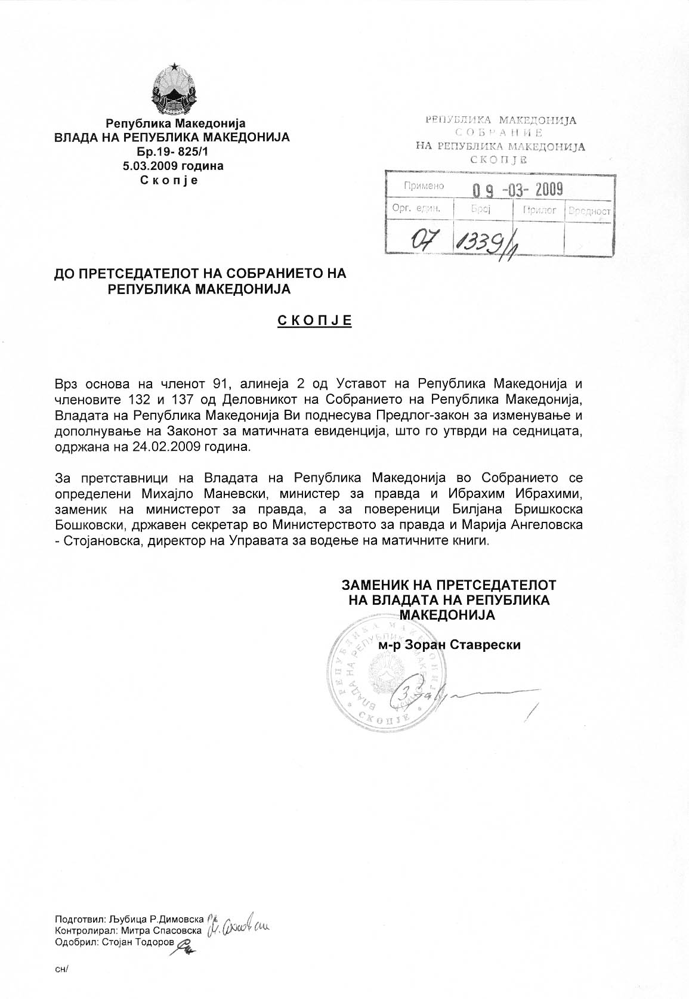 Република Македонија
ВЛАДА НА РЕПУБЛИКА МАКЕДОНИЈА
Бр.19- 825/1
5.03.2009 година
С к о п ј е
РЕПУБЛИКА МАКЕДОНИЈА
С О Б Р А Н И Е
НА РЕПУБЛИКА МАКЕДОНИЈА
С К О П Ј Е
Примено 09 -03- 2009
Орг. един. Број Прилог Вредност
07 1339/1
ДО ПРЕТСЕДАТЕЛОТ НА СОБРАНИЕТО НА
РЕПУБЛИКА МАКЕДОНИЈА
С К О П Ј Е
Врз основа на членот 91, алинеја 2 од Уставот на Република Македонија и
членовите 132 и 137 од Деловникот на Собранието на Република Македонија,
Владата на Република Македонија Ви поднесува Предлог-закон за изменување и
дополнување на Законот за матичната евиденција, што го утврди на седницата,
одржана на 24.02.2009 година.
За претставници на Владата на Република Македонија во Собранието се
определени Михајло Маневски, министер за правда и Ибрахим Ибрахими,
заменик на министерот за правда, а за повереници Билјана Бришкоска
Бошковски, државен секретар во Министерството за правда и Марија Ангеловска
- Стојановска, директор на Управата за водење на матичните книги.
ЗАМЕНИК НА ПРЕТСЕДАТЕЛОТ
НА ВЛАДАТА НА РЕПУБЛИКА
МАКЕДОНИЈА
м-р Зоран Ставрески
РЕПУБЛИКА МАКЕДОНИЈА
ВЛАДА НА РЕПУБЛИКА МАКЕДОНИЈА
СКОПЈЕ
Подготвил: Љубица Р.Димовска
Контролирал: Митра Спасовска
Одобрил: Стојан Тодоров
сн/